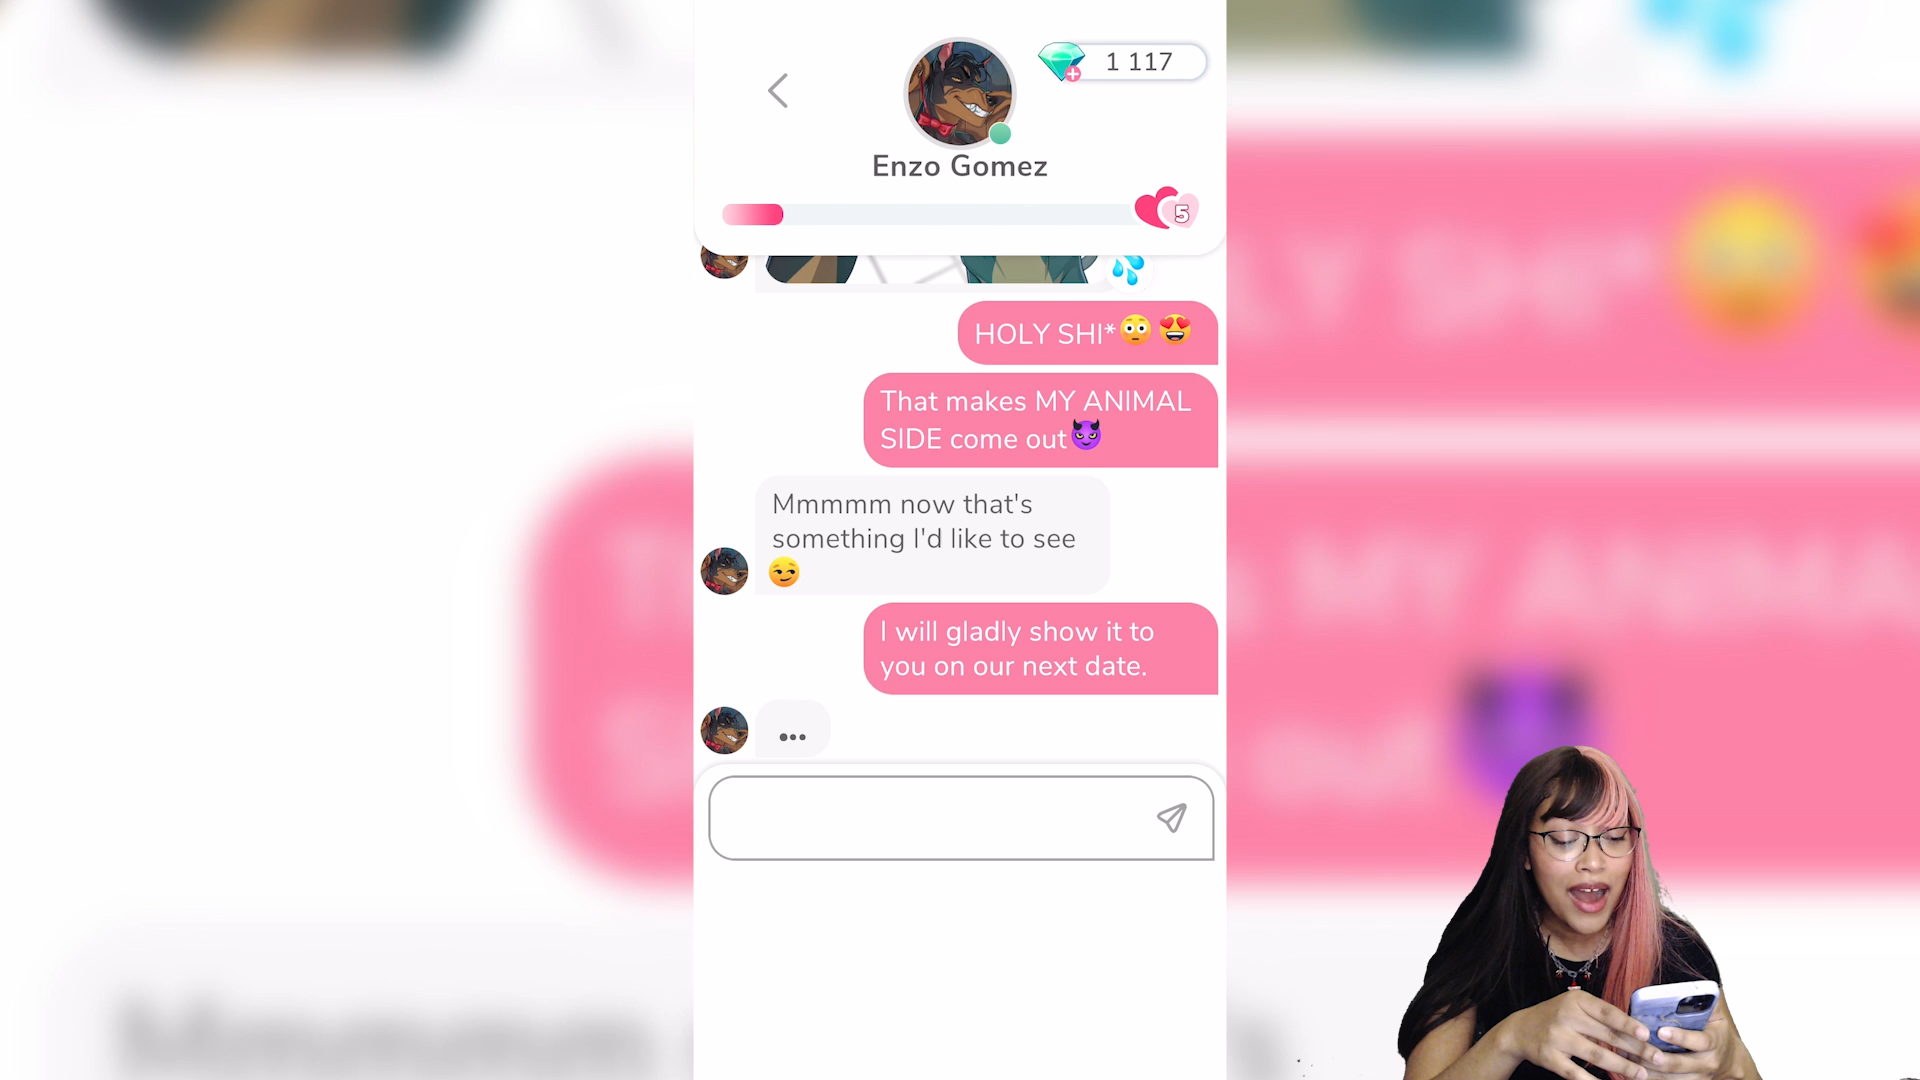 1 117
Enzo Gomez
5
HOLY SHI*😳 😍
That makes MY ANIMAL
SIDE come out😈
Mmmmm now that's
something I'd like to see
😏
I will gladly show it to
you on our next date.
...